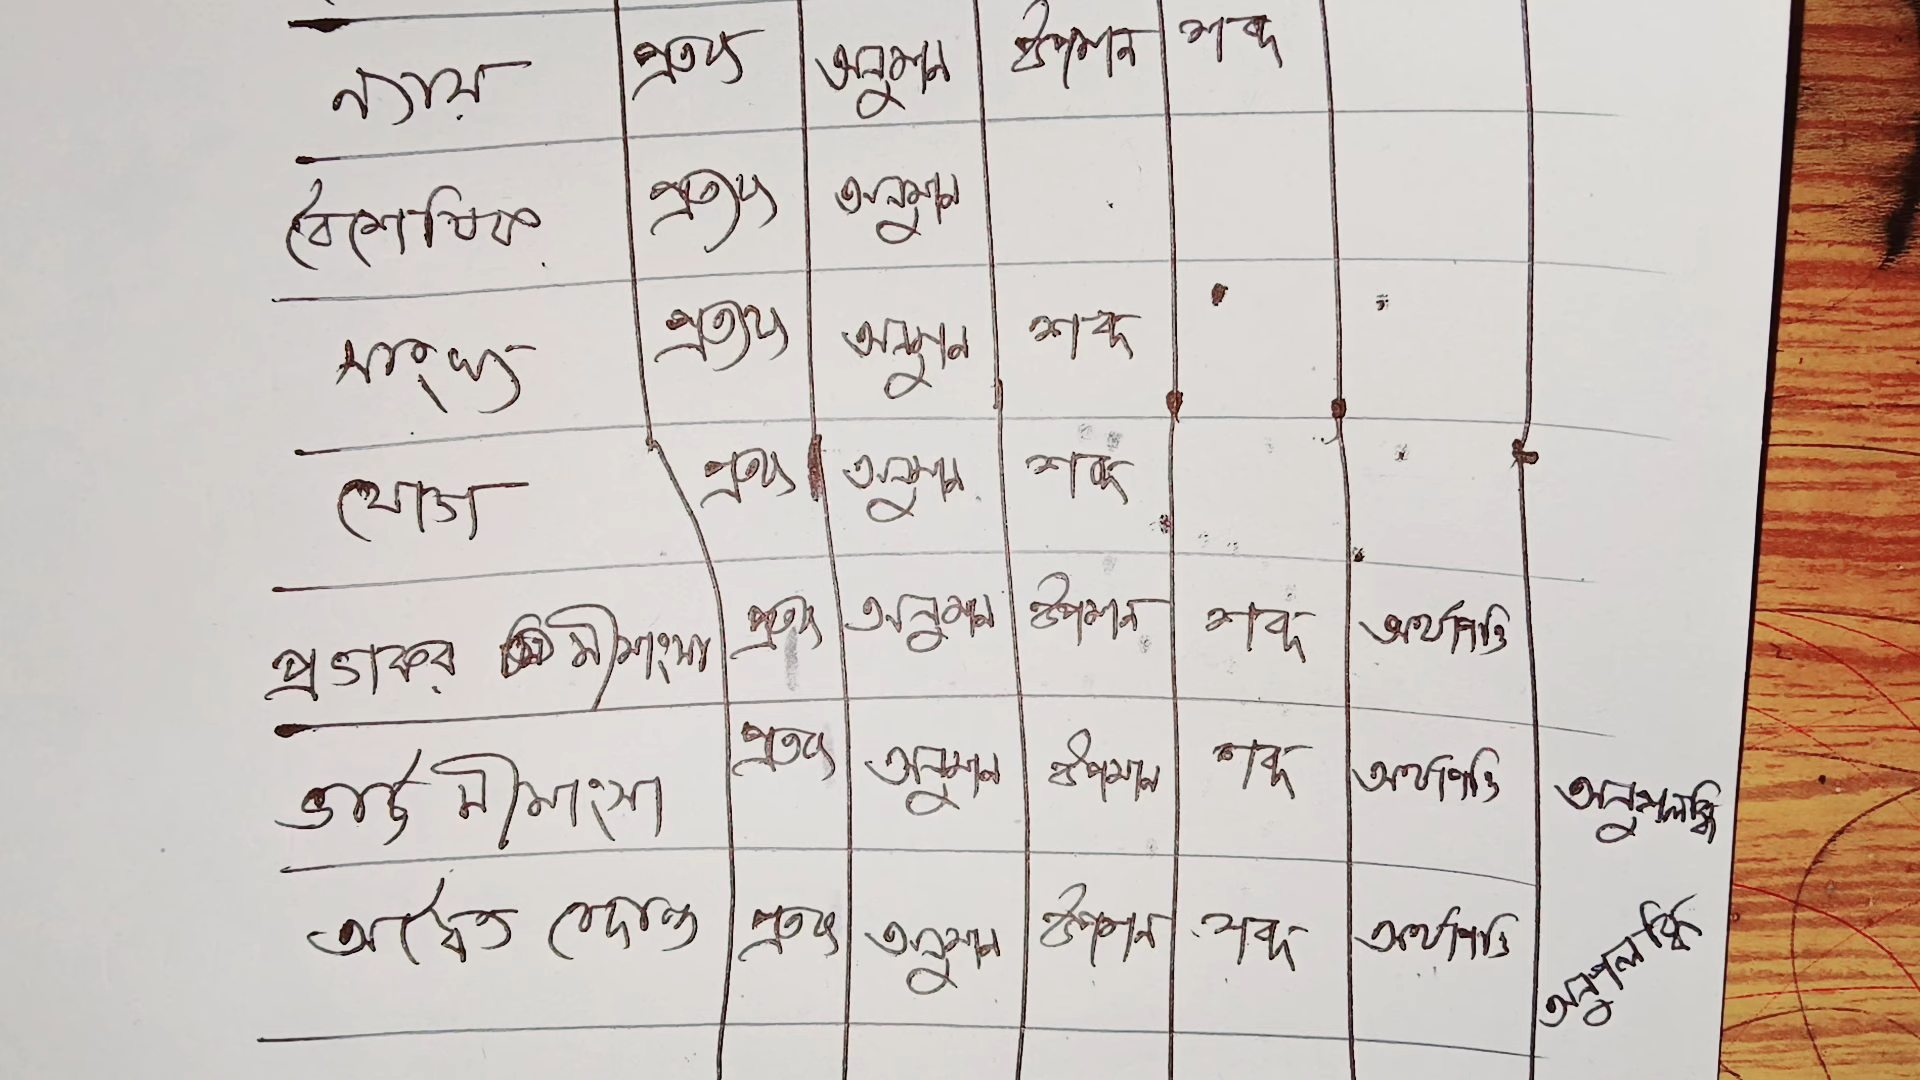 ন্যায় প্রত্যক্ষ অনুমান উপমান শব্দ
বৈশেষিক প্রত্যক্ষ অনুমান
সাংখ্য প্রত্যক্ষ অনুমান শব্দ
যোগ প্রত্যক্ষ অনুমান শব্দ
প্রভাকর মীমাংসা প্রত্যক্ষ অনুমান উপমান শব্দ অর্থাপত্তি
ভাট্ট মীমাংসা প্রত্যক্ষ অনুমান উপমান শব্দ অর্থাপত্তি অনুপলব্ধি
অদ্বৈত বেদান্ত প্রত্যক্ষ অনুমান উপমান শব্দ অর্থাপত্তি অনুপলব্ধি